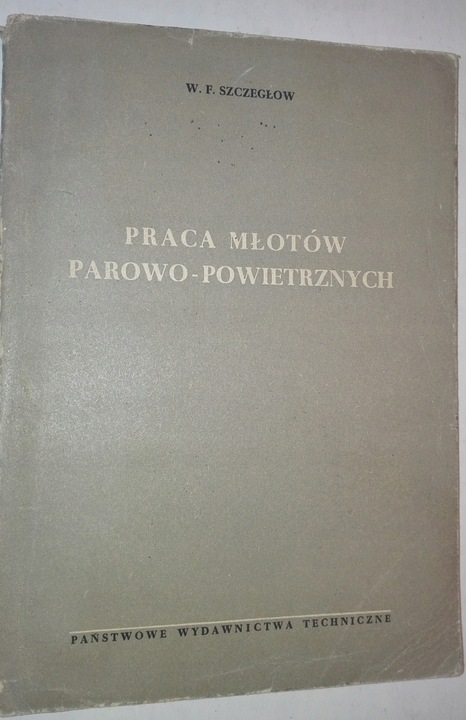 W. F. SZCZEGŁOW
PRACA MŁOTÓW
PAROWO-POWIETRZNYCH
PAŃSTWOWE WYDAWNICTWA TECHNICZNE